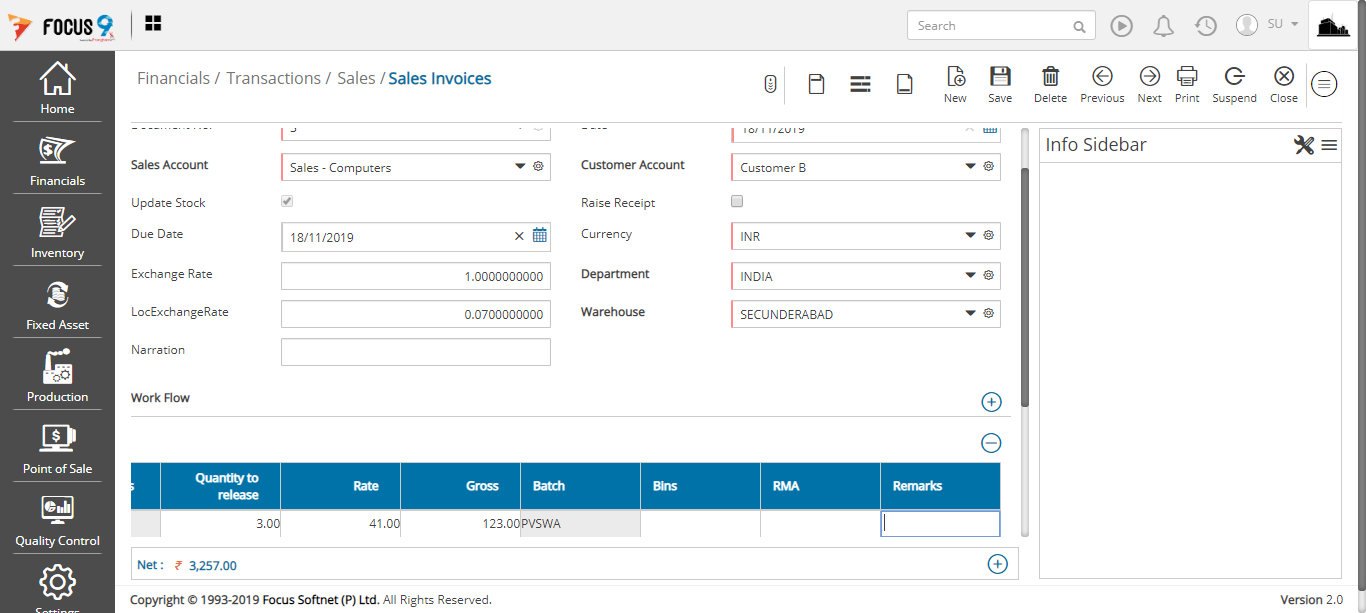 FOCUS 9
Search
SU
Home
Financials
Inventory
Fixed Asset
Production
Point of Sale
Quality Control
Settings
Financials / Transactions / Sales / Sales Invoices
New Save Delete Previous Next Print Suspend Close
Document No. 3 Date 18/11/2019
Sales Account Sales - Computers Customer Account Customer B
Update Stock Raise Receipt
Due Date 18/11/2019 Currency INR
Exchange Rate 1.0000000000 Department INDIA
LocExchangeRate 0.0700000000 Warehouse SECUNDERABAD
Narration
Work Flow
s Quantity to release Rate Gross Batch Bins RMA Remarks
3.00 41.00 123.00 PVSWA
Net : ₹ 3,257.00
Info Sidebar
Copyright © 1993-2019 Focus Softnet (P) Ltd. All Rights Reserved.
Version 2.0